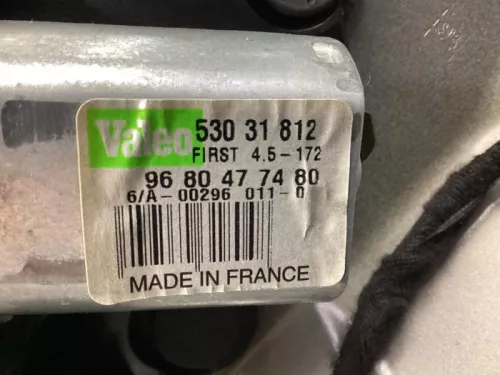 Valeo 530 31 812
FIRST 4.5-172
96 80 47 74 80
6/A-00296 011-0
MADE IN FRANCE